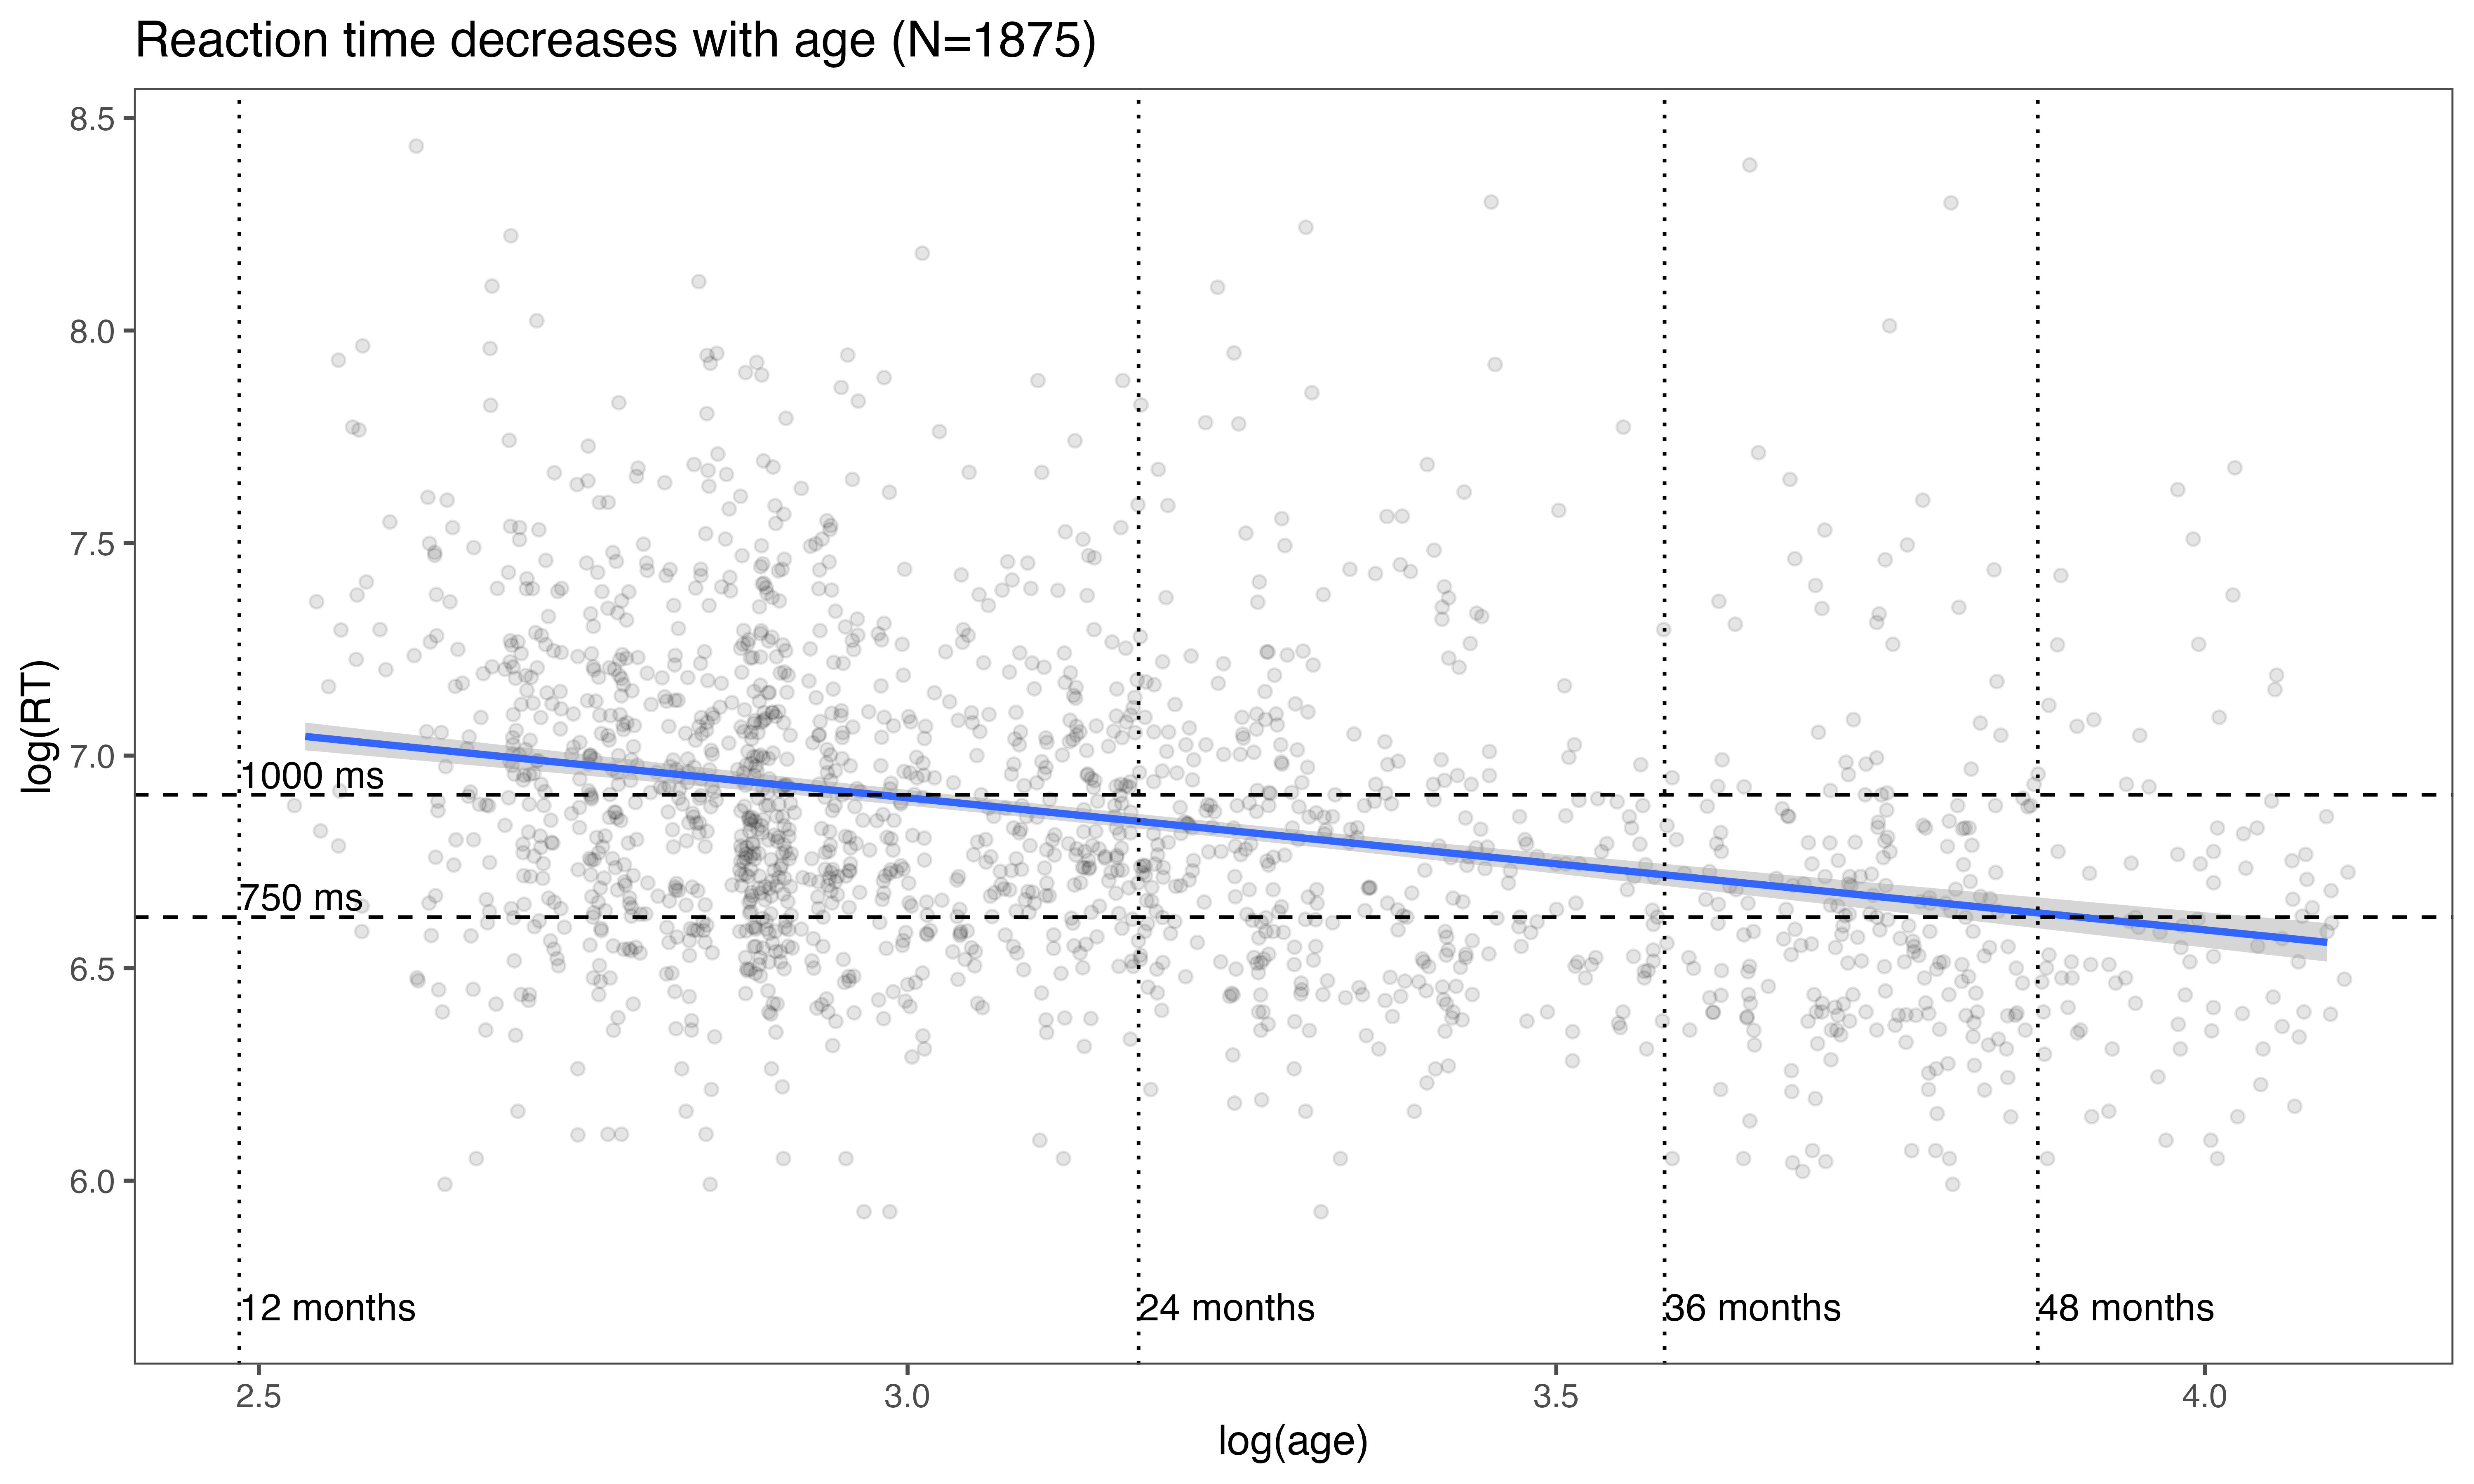 Reaction time decreases with age (N=1875)
8.5
8.0
7.5
7.0
6.5
6.0
log(RT)
1000 ms
750 ms
12 months
24 months
36 months
48 months
2.5
3.0
3.5
4.0
log(age)